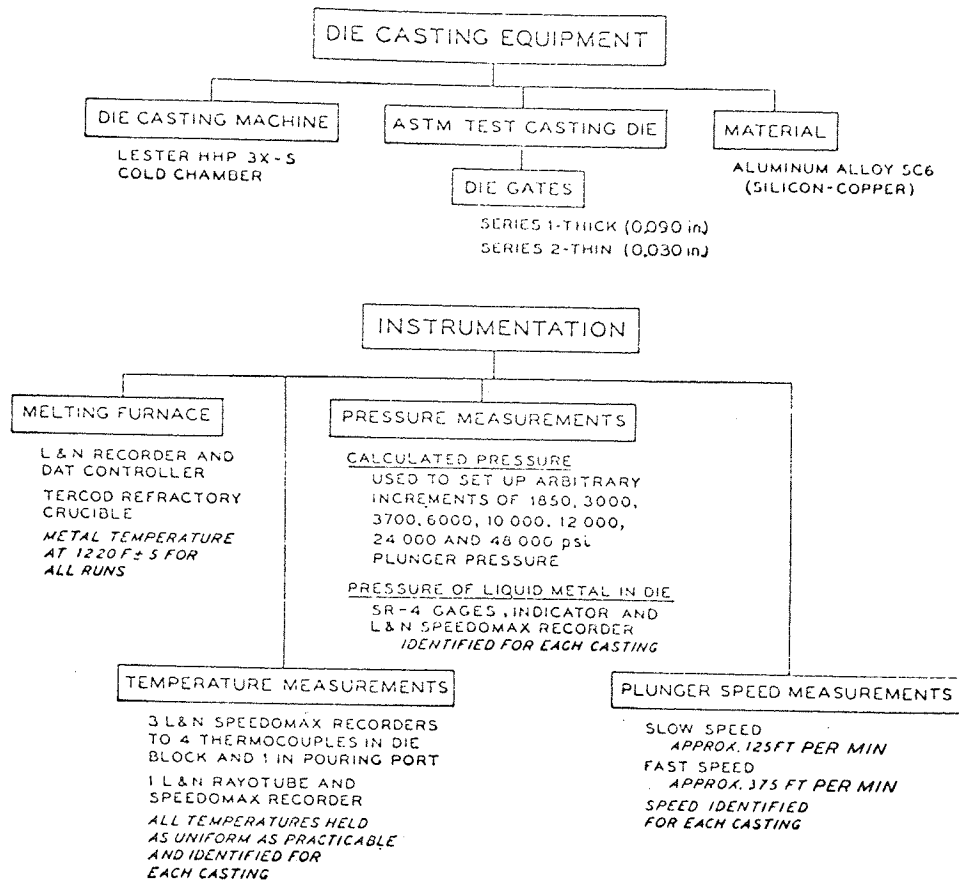 DIE CASTING EQUIPMENT
DIE CASTING MACHINE
LESTER HHP 3X-S
COLD CHAMBER
ASTM TEST CASTING DIE
DIE GATES
SERIES 1-THICK (0.090 in.)
SERIES 2-THIN (0.030 in.)
MATERIAL
ALUMINUM ALLOY SC6
(SILICON-COPPER)
INSTRUMENTATION
MELTING FURNACE
L&N RECORDER AND
DAT CONTROLLER
TERCOD REFRACTORY
CRUCIBLE
METAL TEMPERATURE
AT 1220 F ± 5 FOR
ALL RUNS
PRESSURE MEASUREMENTS
CALCULATED PRESSURE
USED TO SET UP ARBITRARY
INCREMENTS OF 1850, 3000,
3700, 6000, 10 000, 12 000,
24 000 AND 48 000 psi
PLUNGER PRESSURE
PRESSURE OF LIQUID METAL IN DIE
SR-4 GAGES, INDICATOR AND
L&N SPEEDOMAX RECORDER
IDENTIFIED FOR EACH CASTING
TEMPERATURE MEASUREMENTS
3 L&N SPEEDOMAX RECORDERS
TO 4 THERMOCOUPLES IN DIE
BLOCK AND 1 IN POURING PORT
1 L&N RAYOTUBE AND
SPEEDOMAX RECORDER
ALL TEMPERATURES HELD
AS UNIFORM AS PRACTICABLE
AND IDENTIFIED FOR
EACH CASTING
PLUNGER SPEED MEASUREMENTS
SLOW SPEED
APPROX. 125 FT PER MIN
FAST SPEED
APPROX. 375 FT PER MIN
SPEED IDENTIFIED
FOR EACH CASTING